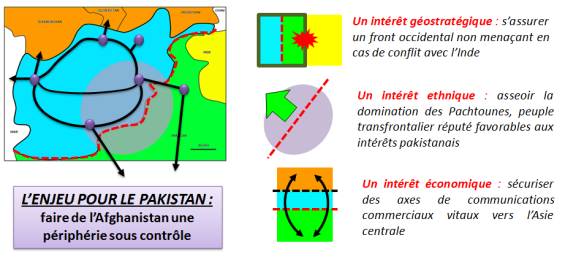 L'ENJEU POUR LE PAKISTAN :
faire de l'Afghanistan une
périphérie sous contrôle
Un intérêt géostratégique : s'assurer
un front occidental non menaçant en
cas de conflit avec l'Inde
Un intérêt ethnique : asseoir la
domination des Pachtounes, peuple
transfrontalier réputé favorables aux
intérêts pakistanais
Un intérêt économique : sécuriser
des axes de communications
commerciaux vitaux vers l'Asie
centrale